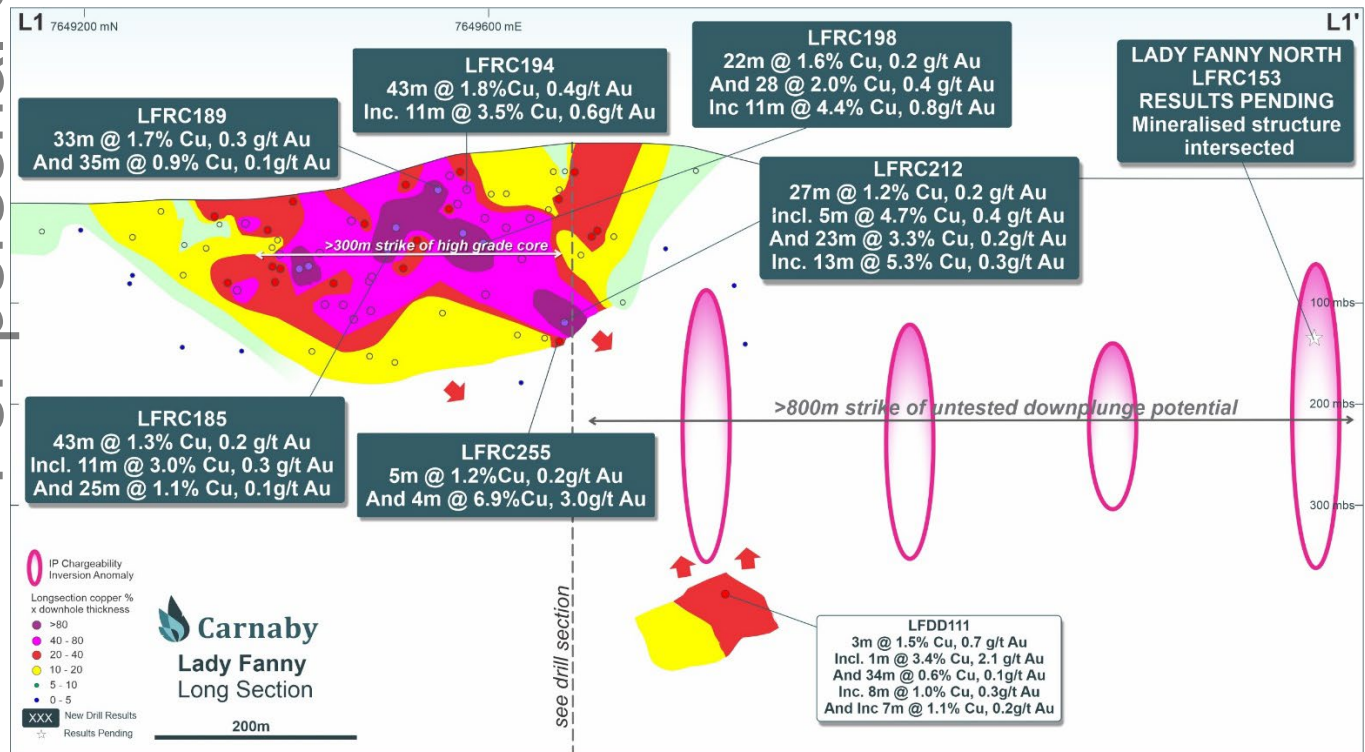 L1
7649200 mN
7649600 mE
L1'
LFRC189
33m @ 1.7% Cu, 0.3 g/t Au
And 35m @ 0.9% Cu, 0.1g/t Au
LFRC194
43m @ 1.8%Cu, 0.4g/t Au
Inc. 11m @ 3.5% Cu, 0.6g/t Au
LFRC198
22m @ 1.6% Cu, 0.2 g/t Au
And 28 @ 2.0% Cu, 0.4 g/t Au
Inc 11m @ 4.4% Cu, 0.8g/t Au
LADY FANNY NORTH
LFRC153
RESULTS PENDING
Mineralised structure
intersected
LFRC212
27m @ 1.2% Cu, 0.2 g/t Au
Incl. 5m @ 4.7% Cu, 0.4 g/t Au
And 23m @ 3.3% Cu, 0.2g/t Au
Inc. 13m @ 5.3% Cu, 0.3g/t Au
>300m strike of high grade core
100 mbs
200 mbs
300 mbs
>800m strike of untested downplunge potential
LFRC185
43m @ 1.3% Cu, 0.2 g/t Au
Incl. 11m @ 3.0% Cu, 0.3 g/t Au
And 25m @ 1.1% Cu, 0.1g/t Au
LFRC255
5m @ 1.2%Cu, 0.2g/t Au
And 4m @ 6.9%Cu, 3.0g/t Au
see drill section
LFDD111
3m @ 1.5% Cu, 0.7 g/t Au
Incl. 1m @ 3.4% Cu, 2.1 g/t Au
And 34m @ 0.6% Cu, 0.1g/t Au
Inc. 8m @ 1.0% Cu, 0.3g/t Au
And Inc 7m @ 1.1% Cu, 0.2g/t Au
IP Chargeability
Inversion Anomaly
Longsection copper %
x downhole thickness
>80
40 - 80
20 - 40
10 - 20
5 - 10
0 - 5
XXX New Drill Results
Results Pending
Carnaby
Lady Fanny
Long Section
200m